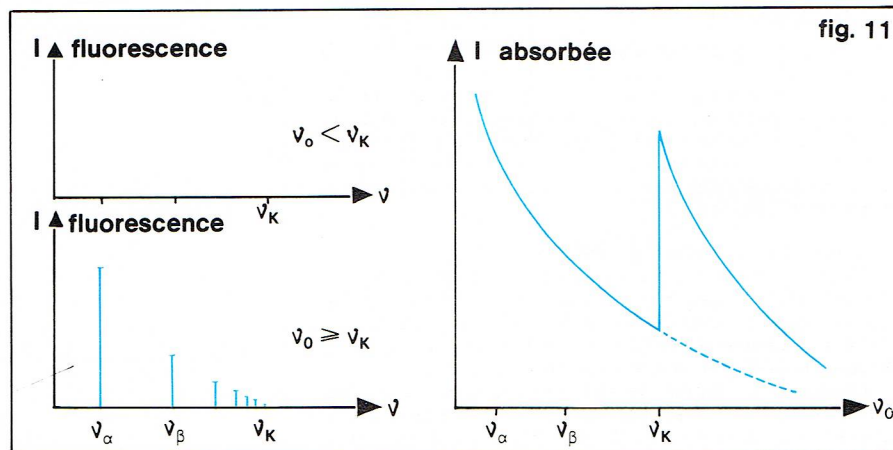 fig. 11
I fluorescence
ν₀ < νK
ν
νK
I fluorescence
ν₀ ⩾ νK
ν
να νβ νK
I absorbée
ν₀
να νβ νK